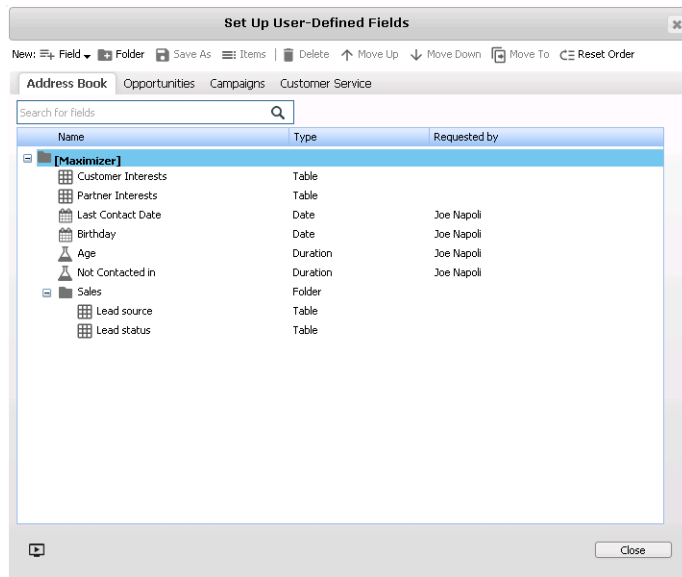 Set Up User-Defined Fields
New: Field Folder Save As Items | Delete Move Up Move Down Move To Reset Order
Address Book Opportunities Campaigns Customer Service
Search for fields
Name Type Requested by
[Maximizer]
Customer Interests Table
Partner Interests Table
Last Contact Date Date Joe Napoli
Birthday Date Joe Napoli
Age Duration Joe Napoli
Not Contacted in Duration Joe Napoli
Sales Folder
Lead source Table
Lead status Table
Close